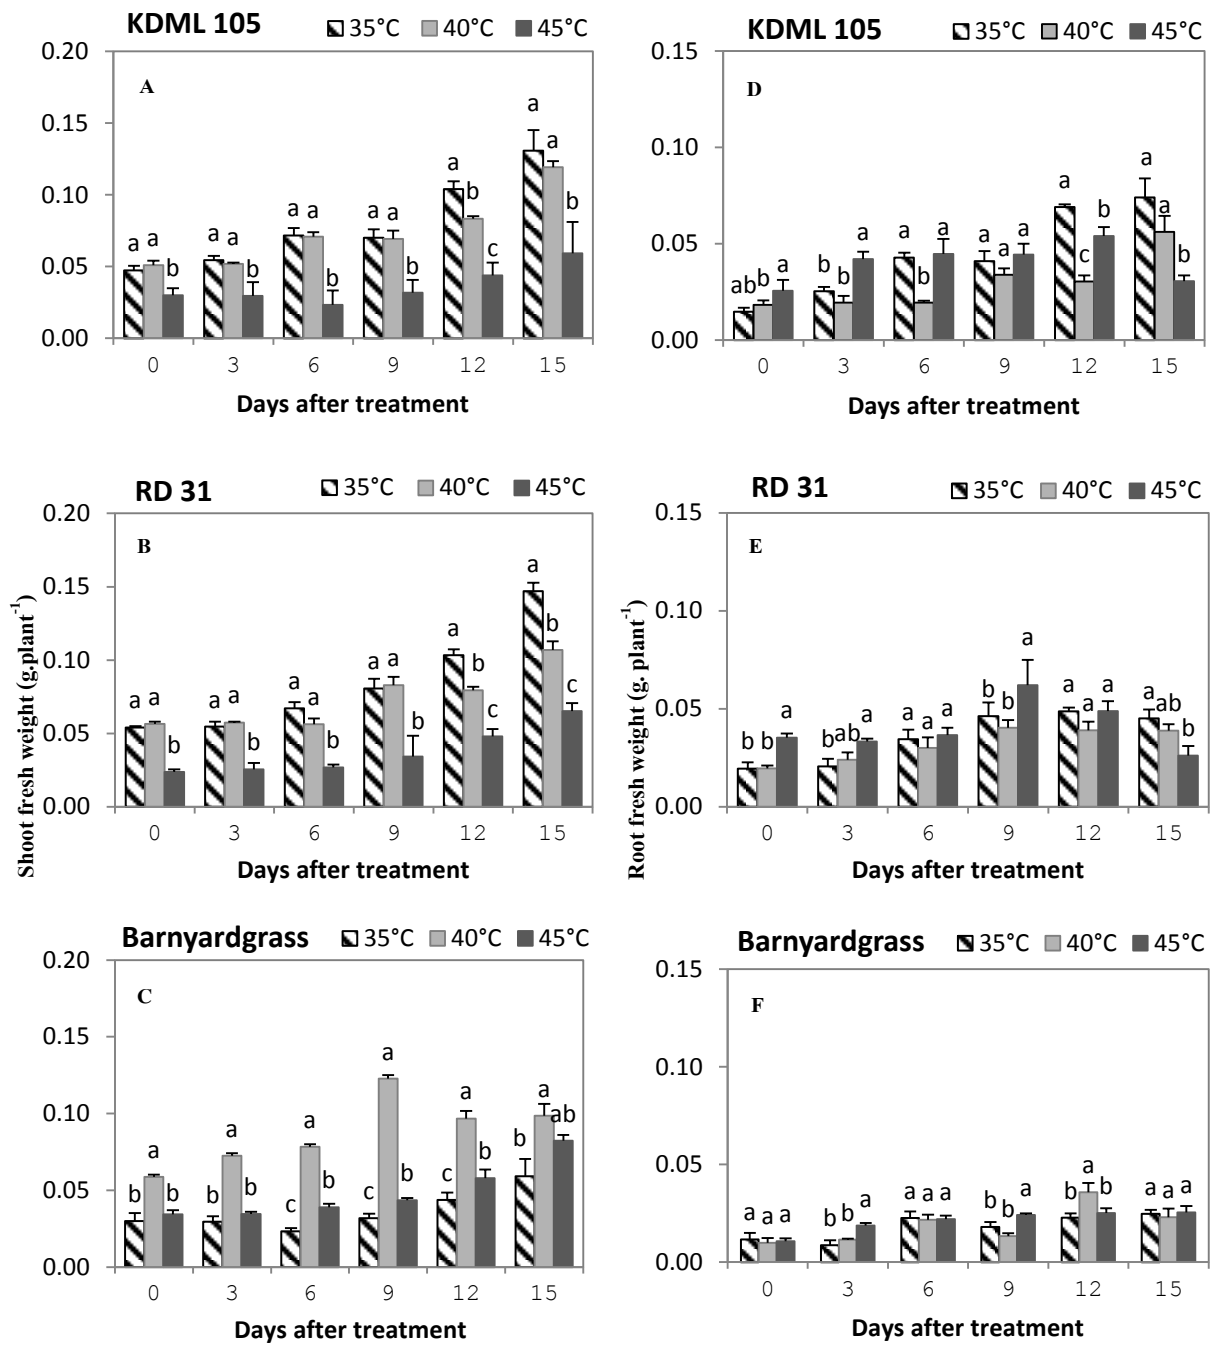 KDML 105 35°C 40°C 45°C
0.20
A
0.15
0.10
0.05
0.00
a a b a a b a a b a a b a b c a a b
0 3 6 9 12 15
Days after treatment
KDML 105 35°C 40°C 45°C
0.15
D
0.10
0.05
0.00
ab b a b b a a b a a a a a c b a a b
0 3 6 9 12 15
Days after treatment
RD 31 35°C 40°C 45°C
0.20
B
0.15
0.10
0.05
0.00
a a b a a b a a b a a b a b c a b c
0 3 6 9 12 15
Days after treatment
Shoot fresh weight (g.plant⁻¹)
RD 31 35°C 40°C 45°C
0.15
E
0.10
0.05
0.00
b b a b ab a a a a b b a a a a a ab b
0 3 6 9 12 15
Days after treatment
Root fresh weight (g. plant⁻¹)
Barnyardgrass 35°C 40°C 45°C
0.20
C
0.15
0.10
0.05
0.00
b a b b a b c a b c a b c a b b a ab
0 3 6 9 12 15
Days after treatment
Barnyardgrass 35°C 40°C 45°C
0.15
F
0.10
0.05
0.00
a a a b b a a a a b b a b a b a a a
0 3 6 9 12 15
Days after treatment